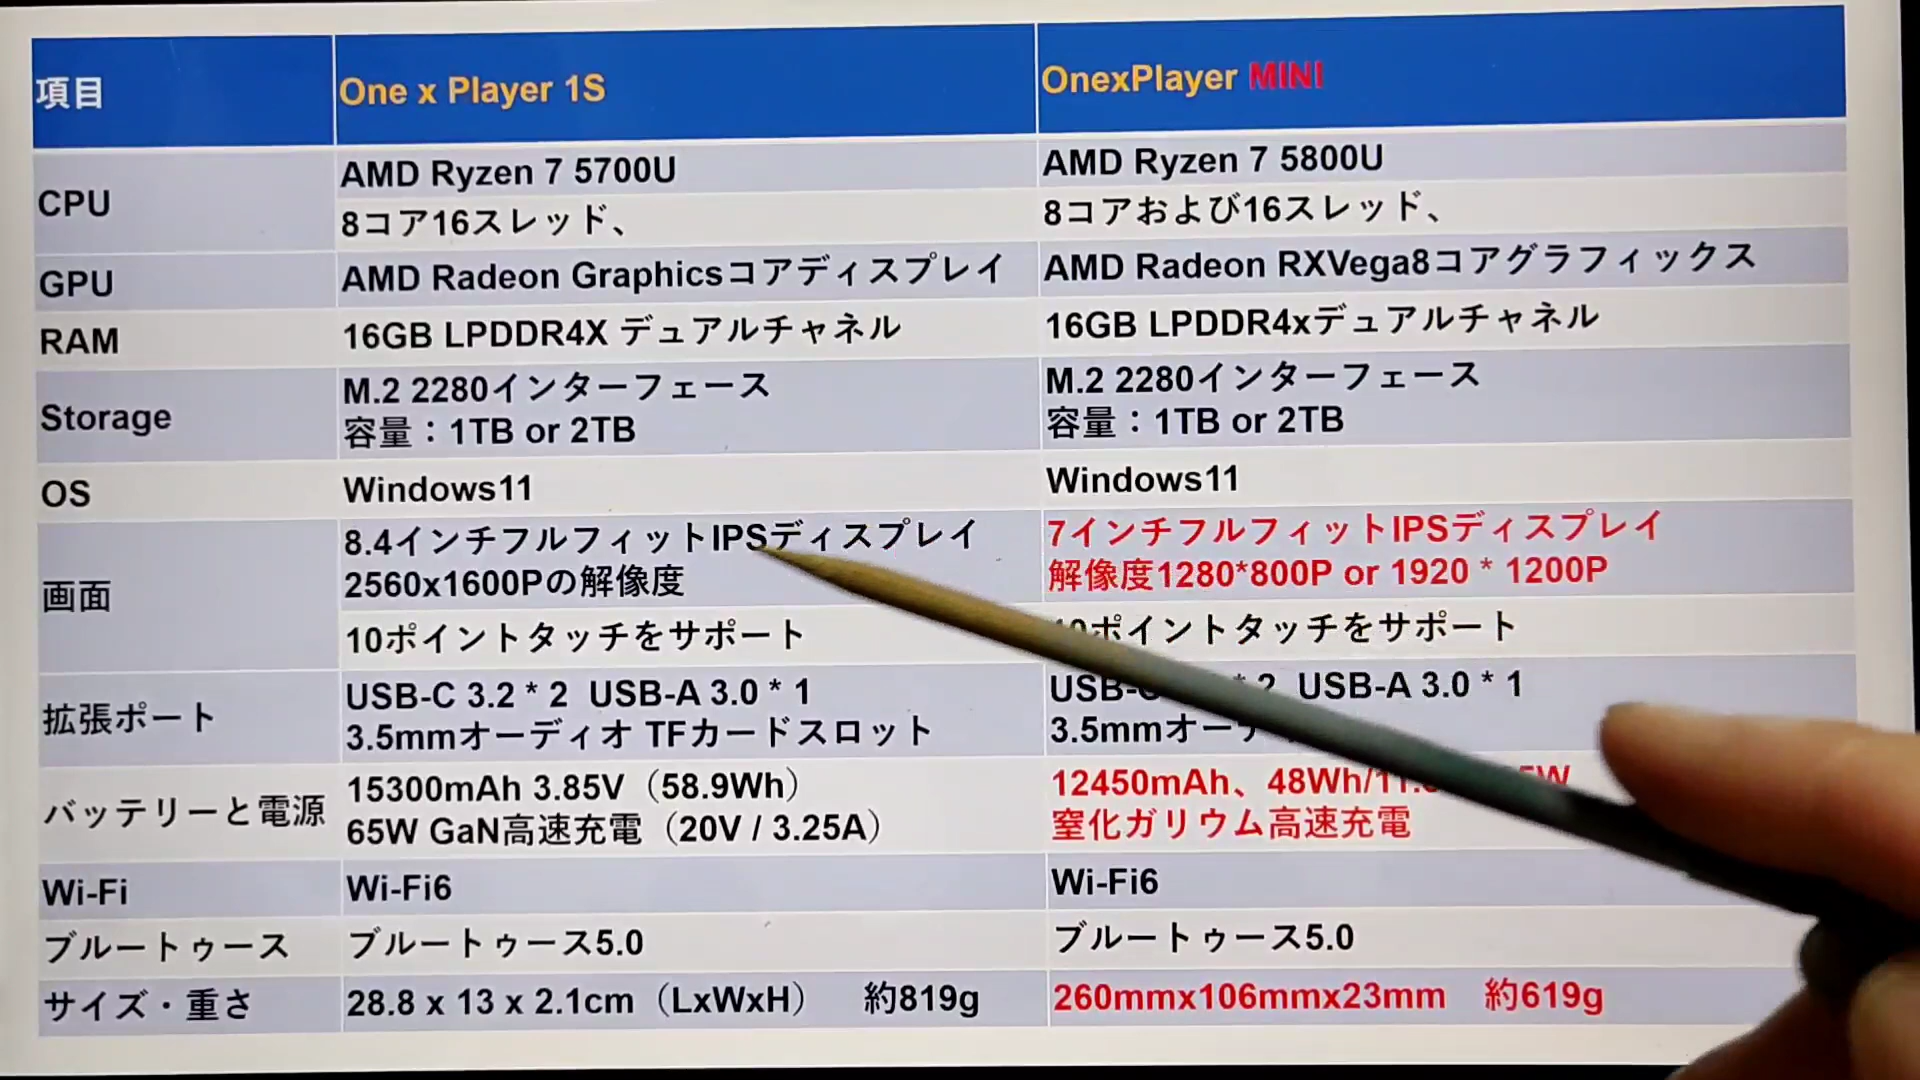 項目 One x Player 1S OnexPlayer MINI
CPU AMD Ryzen 7 5700U AMD Ryzen 7 5800U
8コア16スレッド、 8コアおよび16スレッド、
GPU AMD Radeon Graphicsコアディスプレイ AMD Radeon RXVega8コアグラフィックス
RAM 16GB LPDDR4X デュアルチャネル 16GB LPDDR4xデュアルチャネル
Storage M.2 2280インターフェース M.2 2280インターフェース
容量：1TB or 2TB 容量：1TB or 2TB
OS Windows11 Windows11
画面 8.4インチフルフィットIPSディスプレイ 7インチフルフィットIPSディスプレイ
2560x1600Pの解像度 解像度1280*800P or 1920 * 1200P
10ポイントタッチをサポート ポイントタッチをサポート
拡張ポート USB-C 3.2 * 2 USB-A 3.0 * 1 USB- * 2 USB-A 3.0 * 1
3.5mmオーディオ TFカードスロット 3.5mmオーデ
バッテリーと電源 15300mAh 3.85V（58.9Wh） 12450mAh、48Wh/
65W GaN高速充電（20V / 3.25A） 窒化ガリウム高速充電
Wi-Fi Wi-Fi6 Wi-Fi6
ブルートゥース ブルートゥース5.0 ブルートゥース5.0
サイズ・重さ 28.8 x 13 x 2.1cm（LxWxH） 約819g 260mmx106mmx23mm 約619g